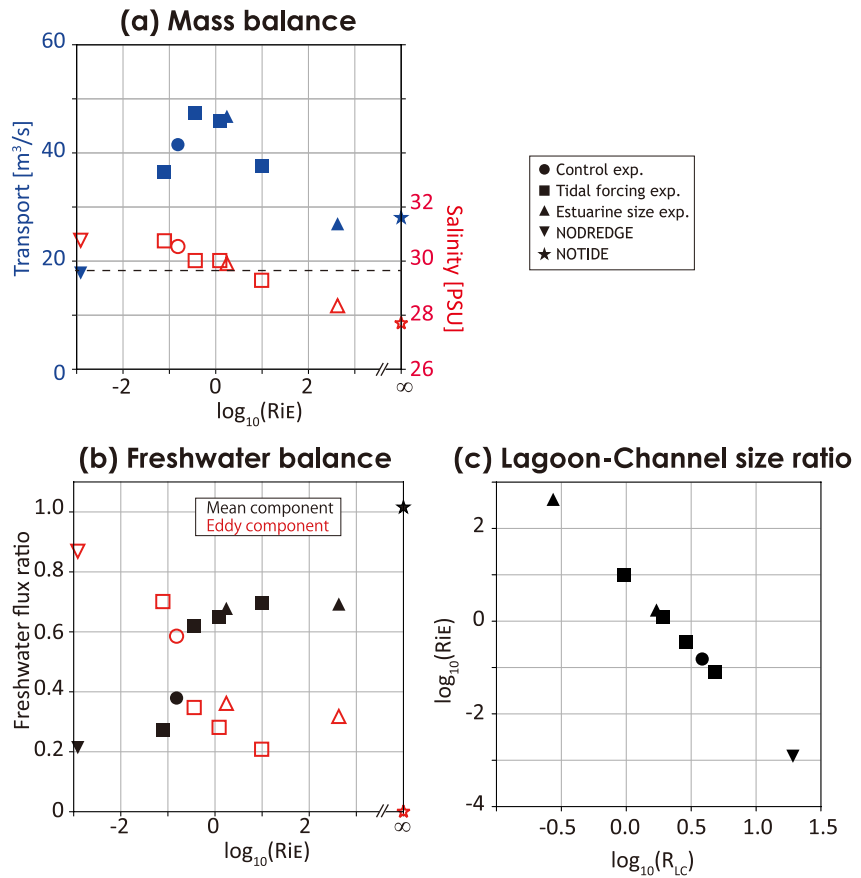 (a) Mass balance
60
40
20
0
Transport [m³/s]
32
30
28
26
Salinity [PSU]
-2
0
2
∞
log₁₀(RiE)
Control exp.
Tidal forcing exp.
Estuarine size exp.
NODREDGE
NOTIDE
(b) Freshwater balance
Mean component
Eddy component
1.0
0.8
0.6
0.4
0.2
0
Freshwater flux ratio
-2
0
2
∞
log₁₀(RiE)
(c) Lagoon-Channel size ratio
2
0
-2
-4
log₁₀(RiE)
-0.5
0.0
0.5
1.0
1.5
log₁₀(R_LC)